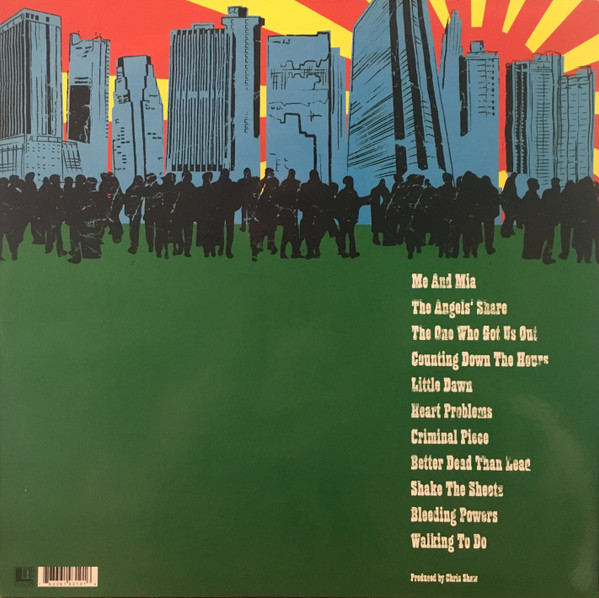 Me And Mia
The Angels' Share
The One Who Got Us Out
Counting Down The Hours
Little Dawn
Heart Problems
Criminal Piece
Better Dead Than Lead
Shake The Sheets
Bleeding Powers
Walking To Do
Produced by Chris Shaw